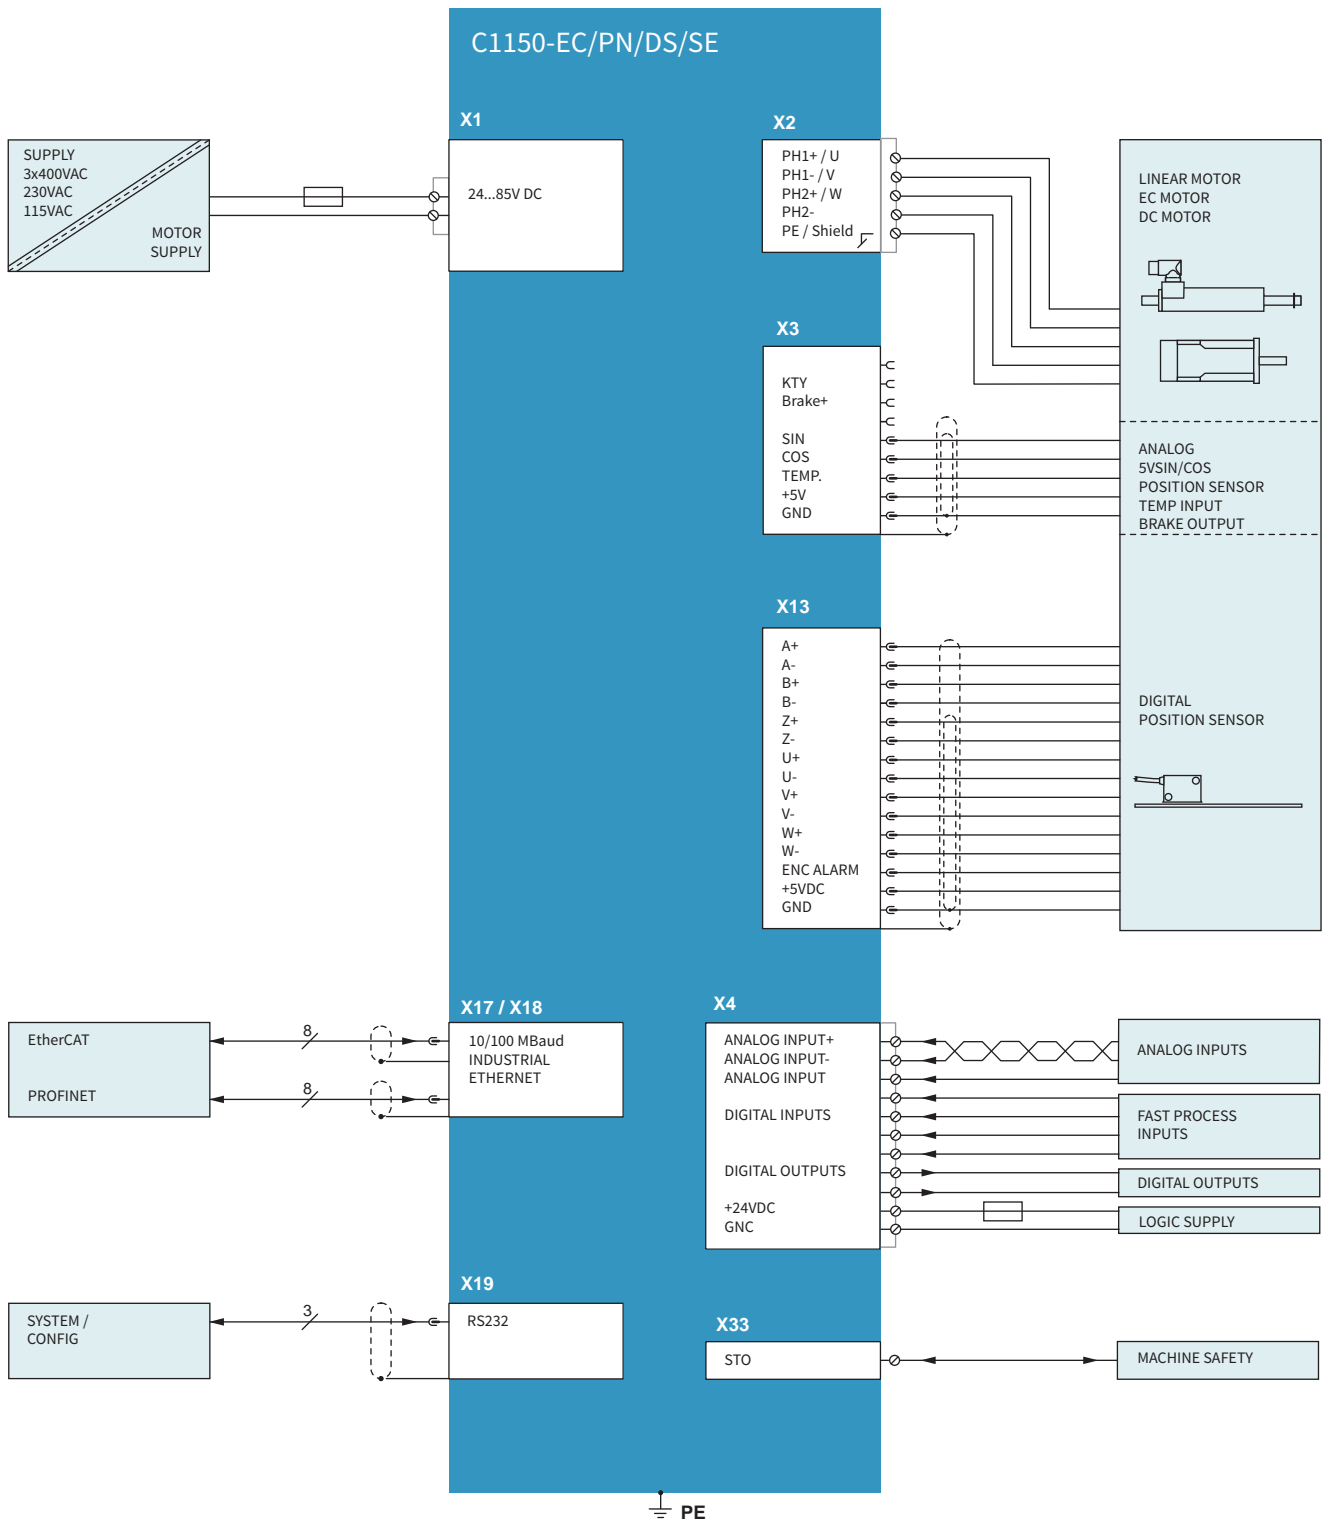 C1150-EC/PN/DS/SE
X1
SUPPLY
3x400VAC
230VAC
115VAC
MOTOR
SUPPLY
24...85V DC
X2
PH1+ / U
PH1- / V
PH2+ / W
PH2-
PE / Shield
LINEAR MOTOR
EC MOTOR
DC MOTOR
X3
KTY
Brake+
SIN
COS
TEMP.
+5V
GND
ANALOG
5VSIN/COS
POSITION SENSOR
TEMP INPUT
BRAKE OUTPUT
X13
A+
A-
B+
B-
Z+
Z-
U+
U-
V+
V-
W+
W-
ENC ALARM
+5VDC
GND
DIGITAL
POSITION SENSOR
X17 / X18
EtherCAT
8
PROFINET
8
10/100 MBaud
INDUSTRIAL
ETHERNET
X4
ANALOG INPUT+
ANALOG INPUT-
ANALOG INPUT
DIGITAL INPUTS
DIGITAL OUTPUTS
+24VDC
GNC
ANALOG INPUTS
FAST PROCESS
INPUTS
DIGITAL OUTPUTS
LOGIC SUPPLY
X19
SYSTEM /
CONFIG
3
RS232
X33
STO
MACHINE SAFETY
PE